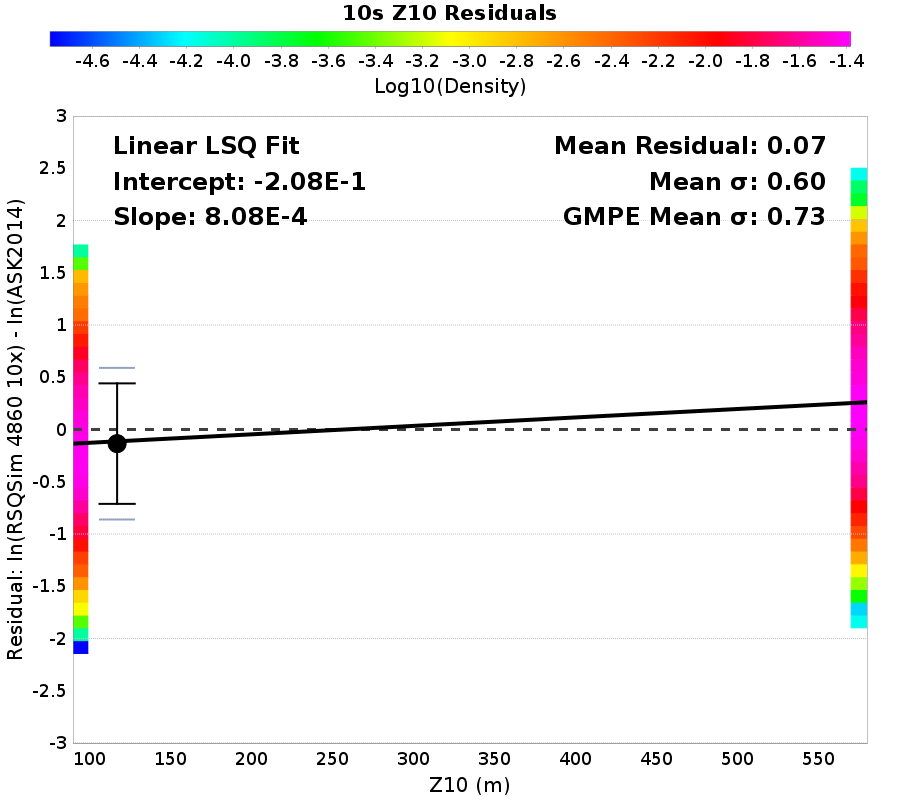 10s Z10 Residuals
-4.6 -4.4 -4.2 -4.0 -3.8 -3.6 -3.4 -3.2 -3.0 -2.8 -2.6 -2.4 -2.2 -2.0 -1.8 -1.6 -1.4
Log10(Density)
Linear LSQ Fit
Intercept: -2.08E-1
Slope: 8.08E-4
Mean Residual: 0.07
Mean σ: 0.60
GMPE Mean σ: 0.73
Residual: ln(RSQSim 4860 10x) - ln(ASK2014)
3
2.5
2
1.5
1
0.5
0
-0.5
-1
-1.5
-2
-2.5
-3
100 150 200 250 300 350 400 450 500 550
Z10 (m)